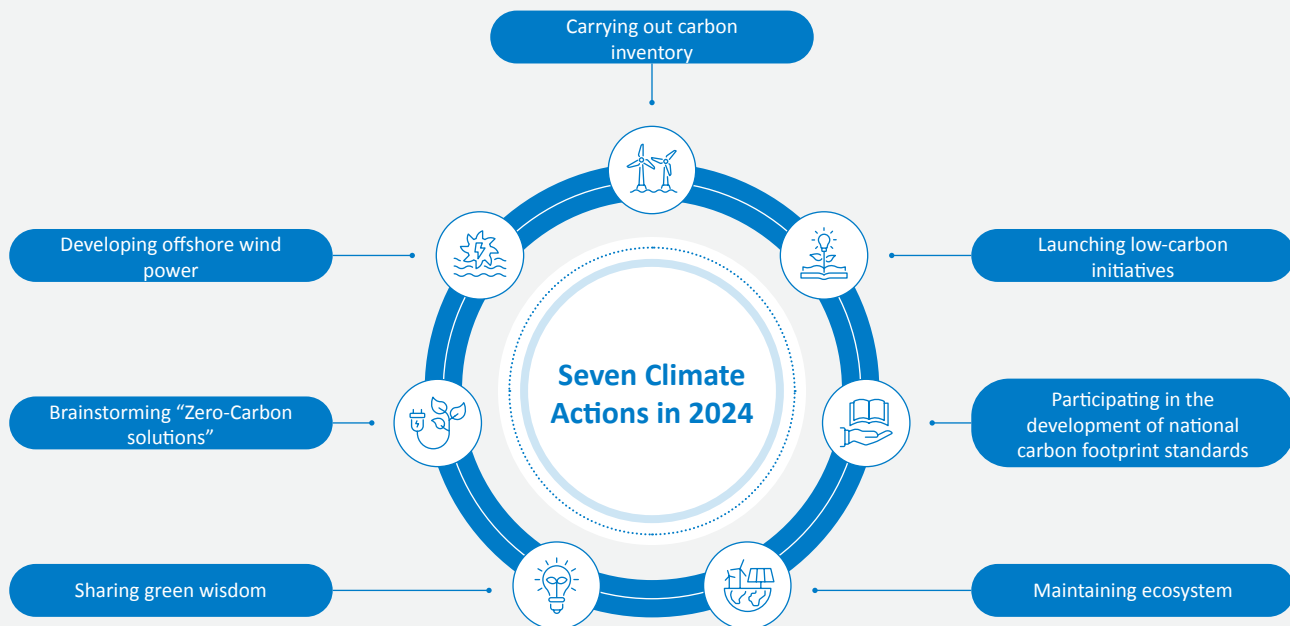 Carrying out carbon
inventory
Developing offshore wind
power
Launching low-carbon
initiatives
Seven Climate
Actions in 2024
Brainstorming “Zero-Carbon
solutions”
Participating in the
development of national
carbon footprint standards
Sharing green wisdom
Maintaining ecosystem